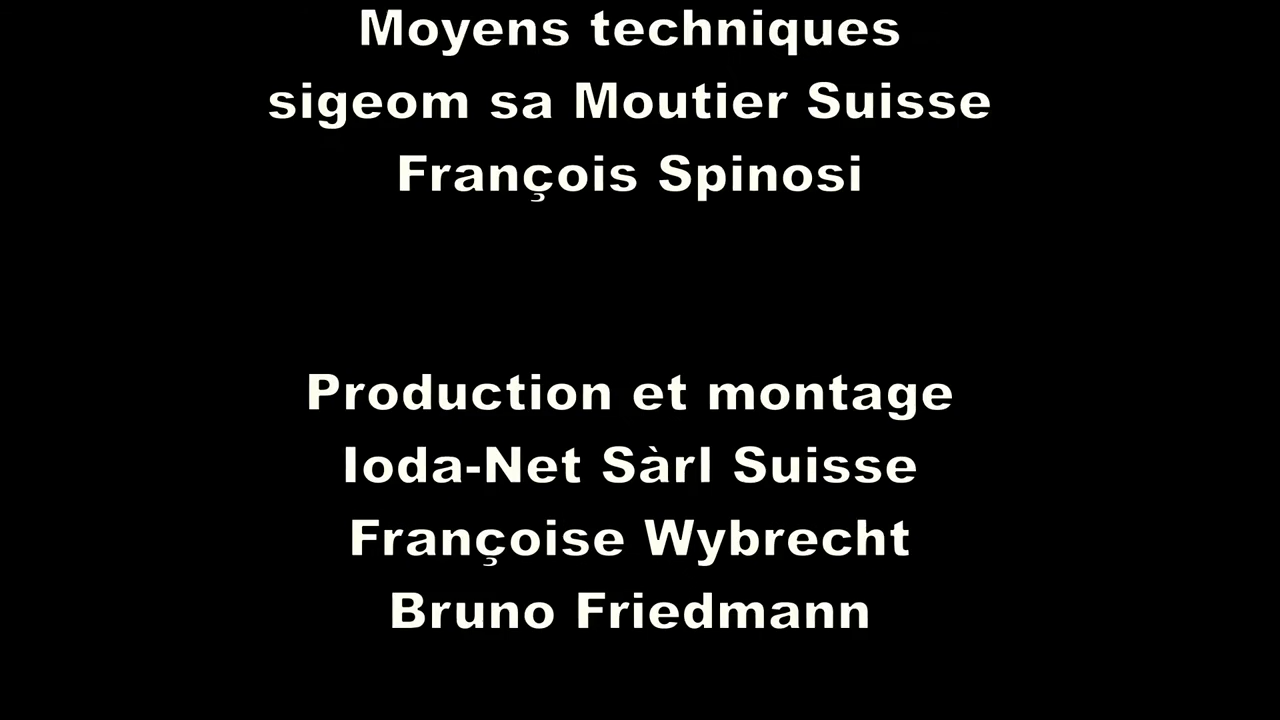 Moyens techniques
sigeom sa Moutier Suisse
François Spinosi
Production et montage
Ioda-Net Sàrl Suisse
Françoise Wybrecht
Bruno Friedmann